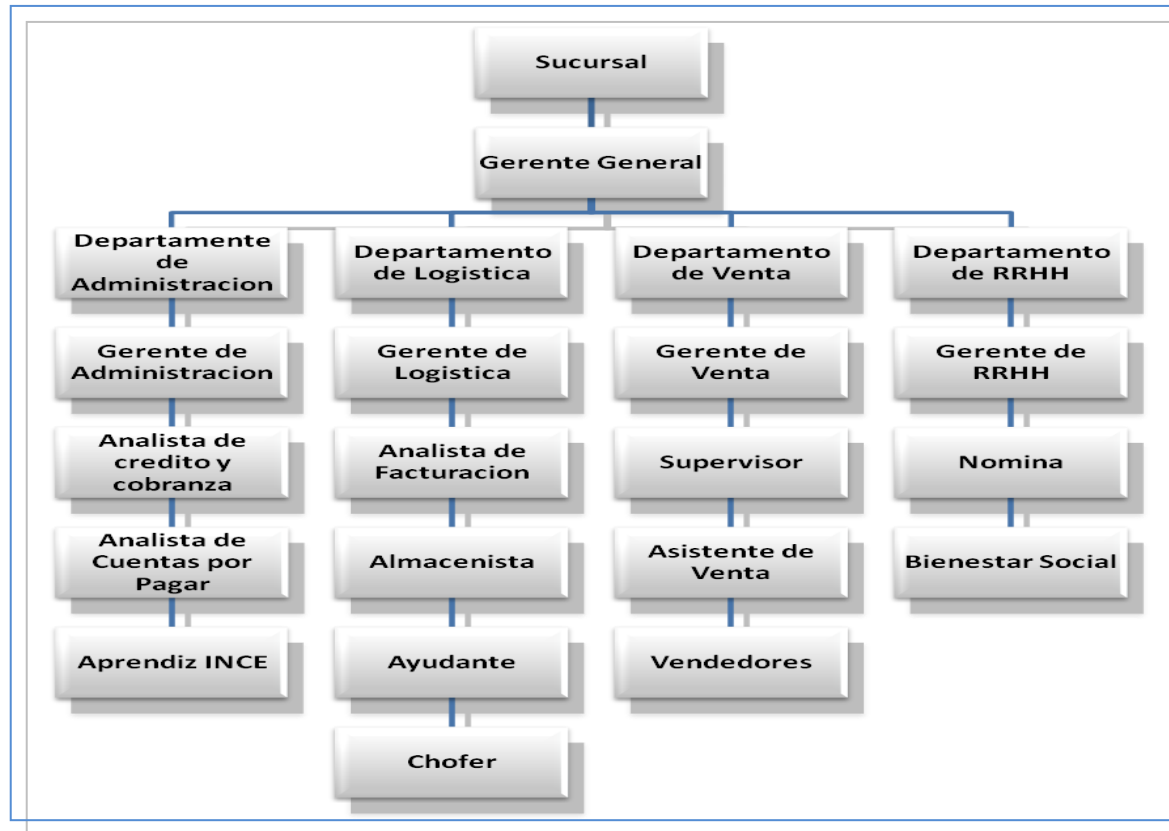 Sucursal
Gerente General
Departamente
de
Administracion
Departamento
de Logistica
Departamento
de Venta
Departamento
de RRHH
Gerente de
Administracion
Gerente de
Logistica
Gerente de
Venta
Gerente de
RRHH
Analista de
credito y
cobranza
Analista de
Facturacion
Supervisor
Nomina
Analista de
Cuentas por
Pagar
Almacenista
Asistente de
Venta
Bienestar Social
Aprendiz INCE
Ayudante
Vendedores
Chofer